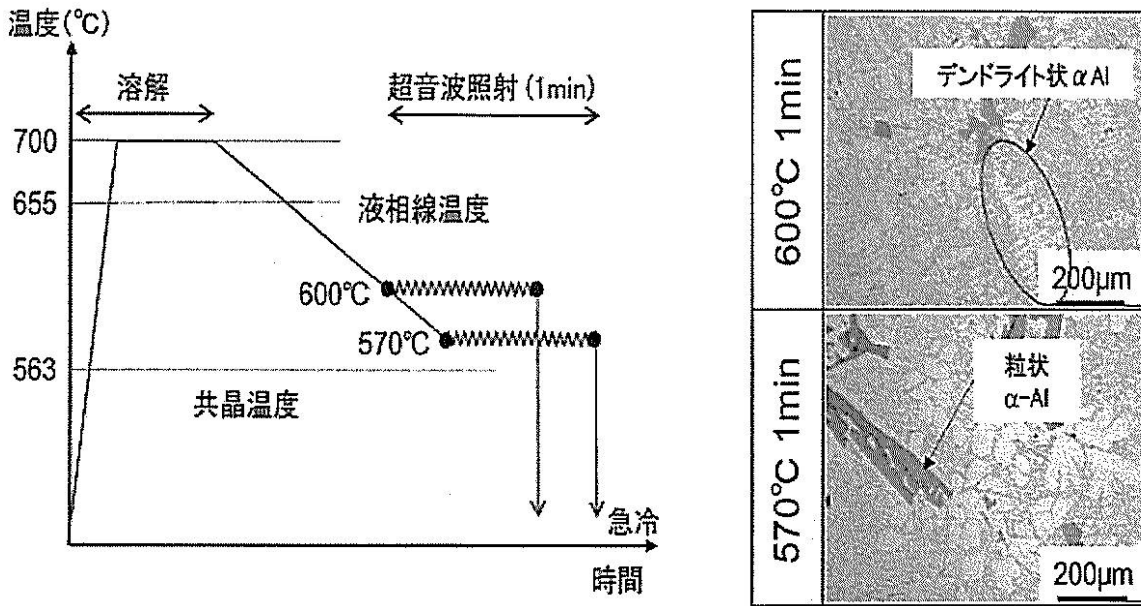 温度(℃)
溶解
超音波照射(1min)
700
655
液相線温度
600℃
570℃
563
共晶温度
急冷
時間
600℃ 1min
デンドライト状αAl
200μm
570℃ 1min
粒状
α-Al
200μm